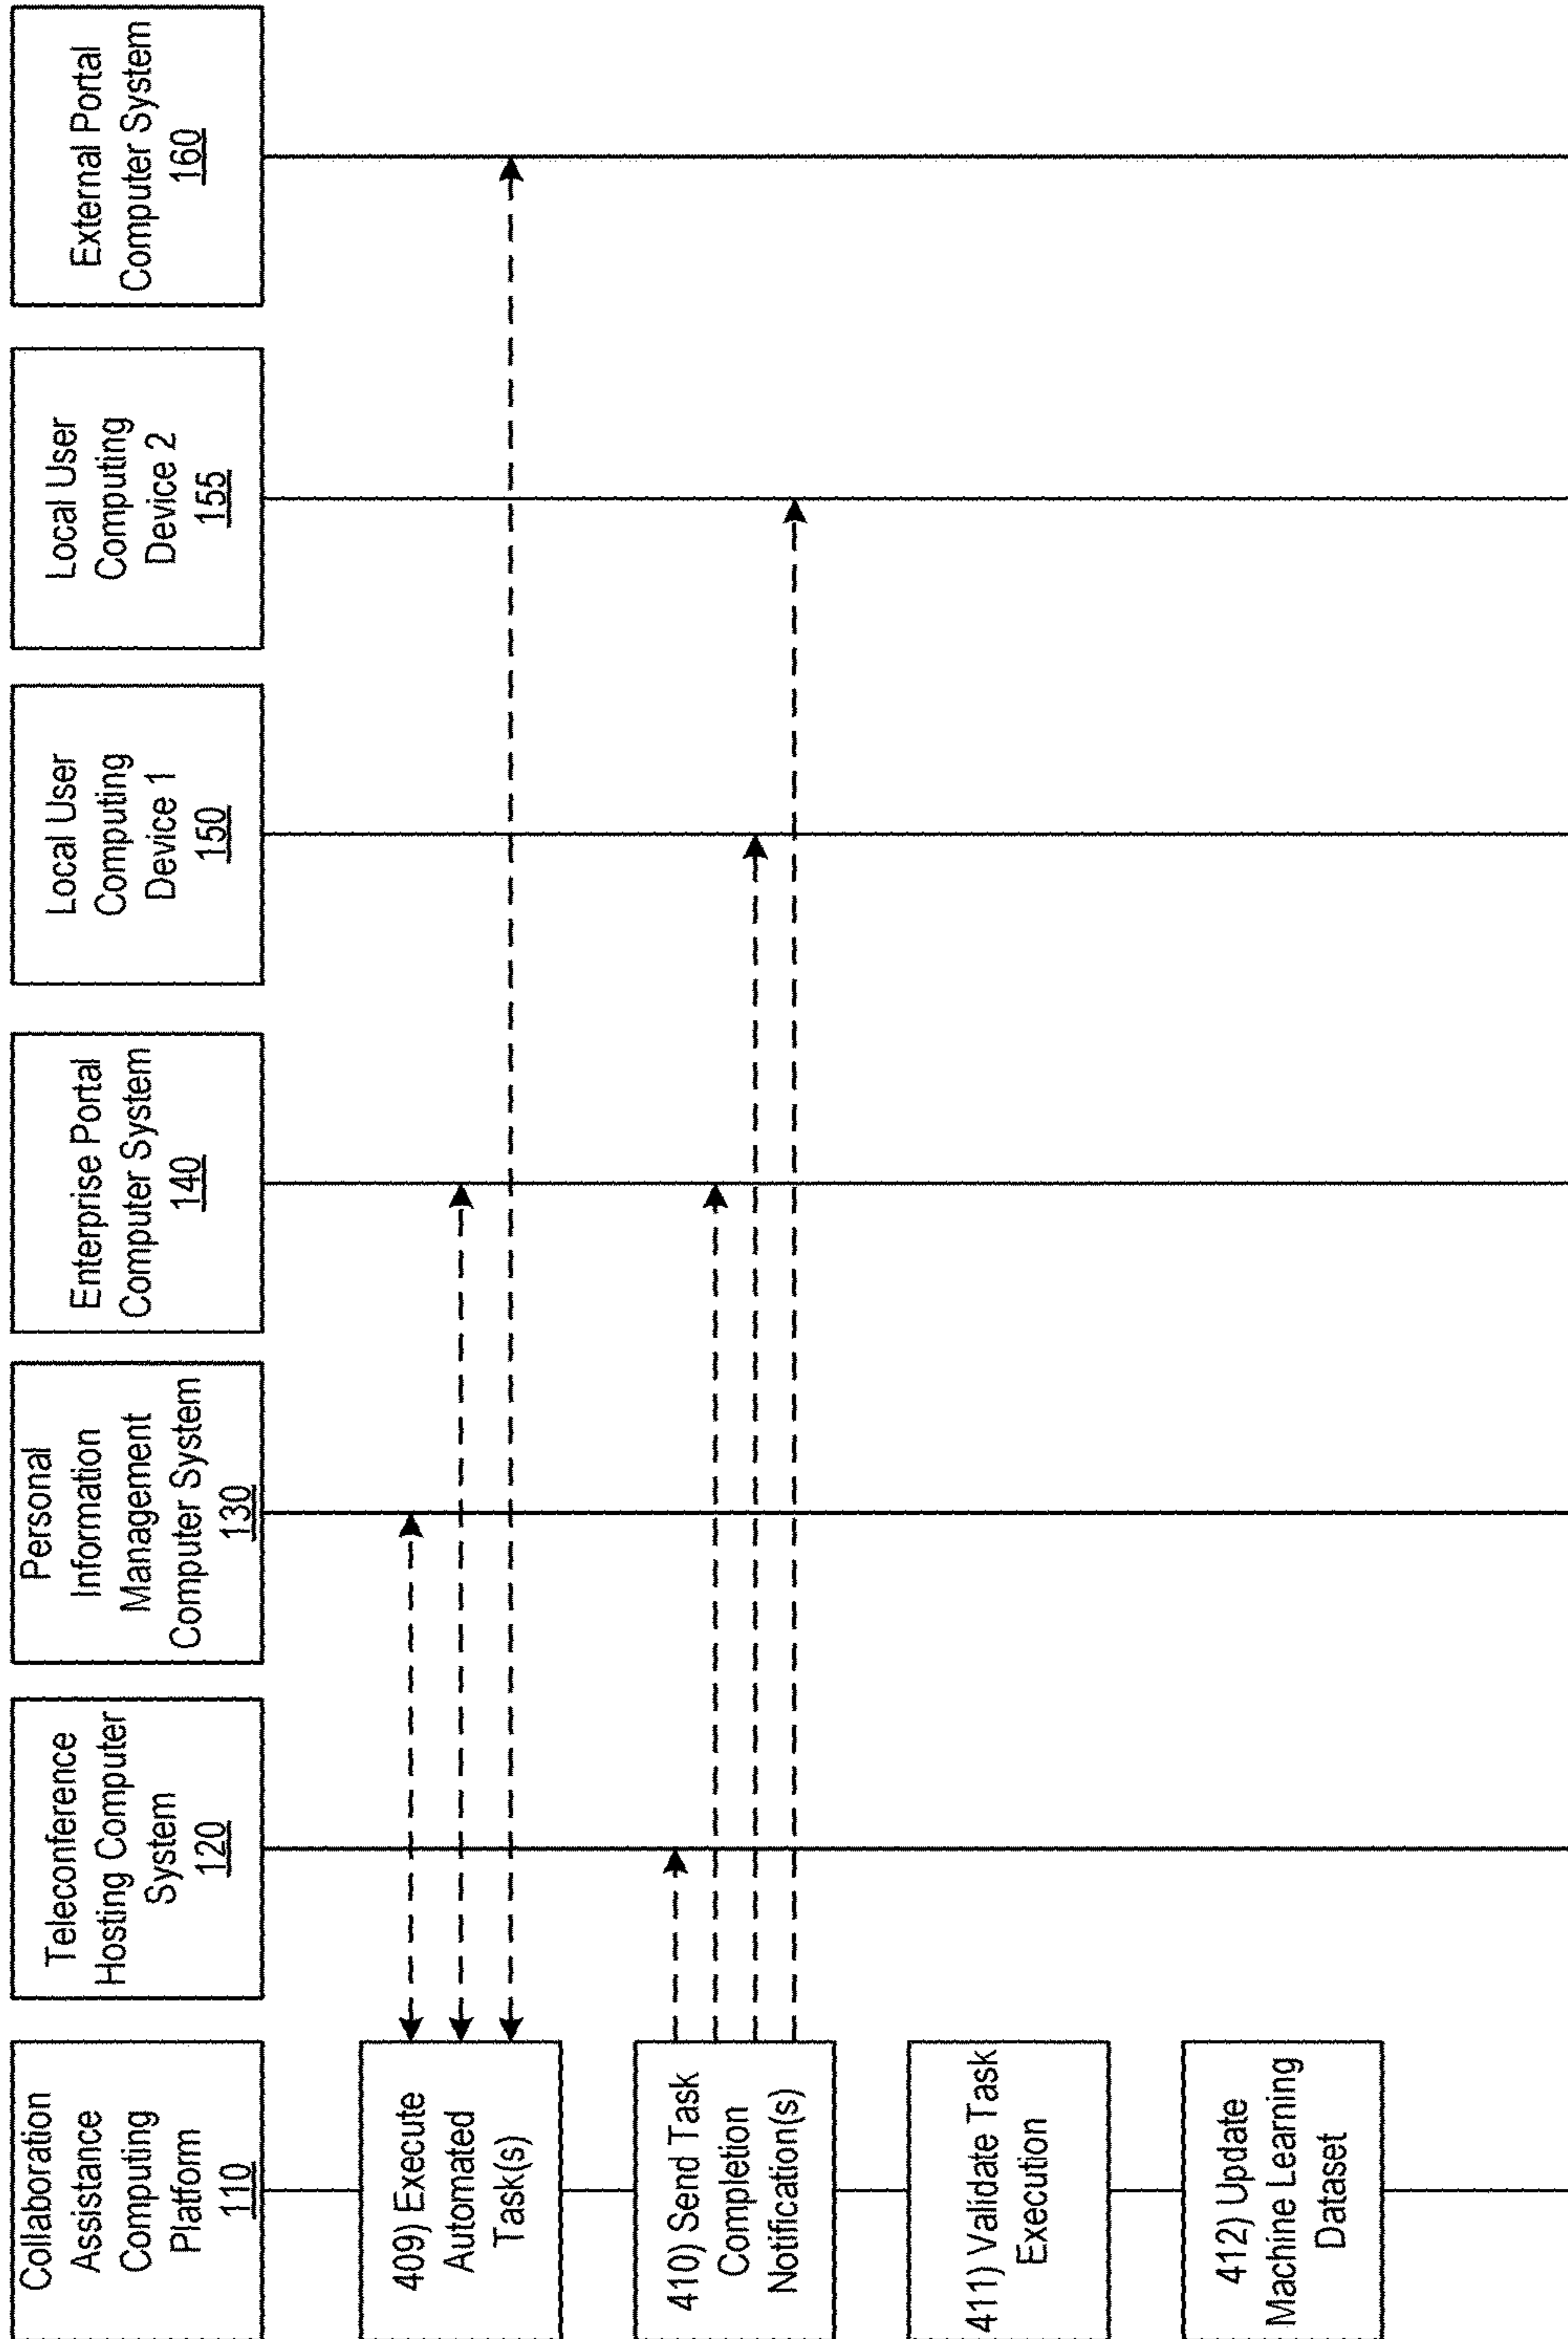 Collaboration
Assistance
Computing
Platform
110
Teleconference
Hosting Computer
System
120
Personal
Information
Management
Computer System
130
Enterprise Portal
Computer System
140
Local User
Computing
Device 1
150
Local User
Computing
Device 2
155
External Portal
Computer System
160
409) Execute
Automated
Task(s)
410) Send Task
Completion
Notification(s)
411) Validate Task
Execution
412) Update
Machine Learning
Dataset